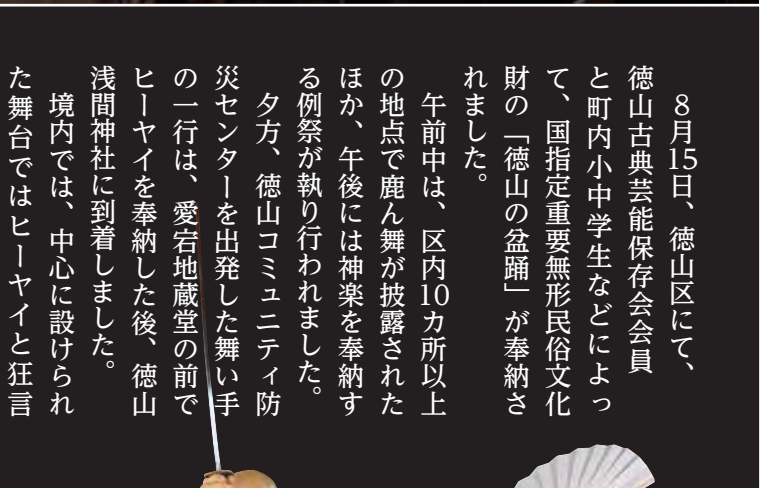 ８月15日、徳山区にて、
徳山古典芸能保存会会員
と町内小中学生などによっ
て、国指定重要無形民俗文化
財の「徳山の盆踊」が奉納さ
れました。
午前中は、区内10カ所以上
の地点で鹿ん舞が披露された
ほか、午後には神楽を奉納す
る例祭が執り行われました。
夕方、徳山コミュニティ防
災センターを出発した舞い手
の一行は、愛宕地蔵堂の前で
ヒーヤイを奉納した後、徳山
浅間神社に到着しました。
境内では、中心に設けられ
た舞台ではヒーヤイと狂言